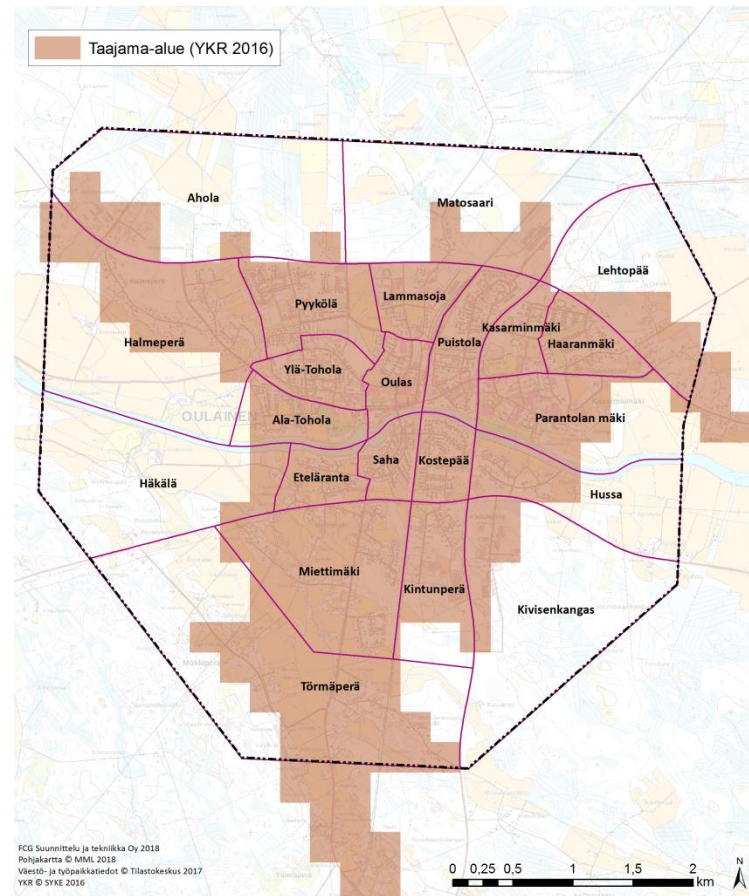 Taajama-alue (YKR 2016)
Ahola
Matosaari
Lehtopää
Pyykölä
Lammasoja
Halmeperä
Puistola
Kasarminmäki
Haaranmäki
Ylä-Tohola
Oulas
OULAINEN
Ala-Tohola
Parantolan mäki
Saha
Kostepää
Häkälä
Eteläranta
Hussa
Miettimäki
Kintunperä
Kivisenkangas
Törmäperä
FCG Suunnittelu ja tekniikka Oy 2018
Pohjakartta © MML 2018
Väestö- ja työpaikkatiedot © Tilastokeskus 2017
YKR © SYKE 2016
0 0,25 0,5 1 1,5 2
km
N